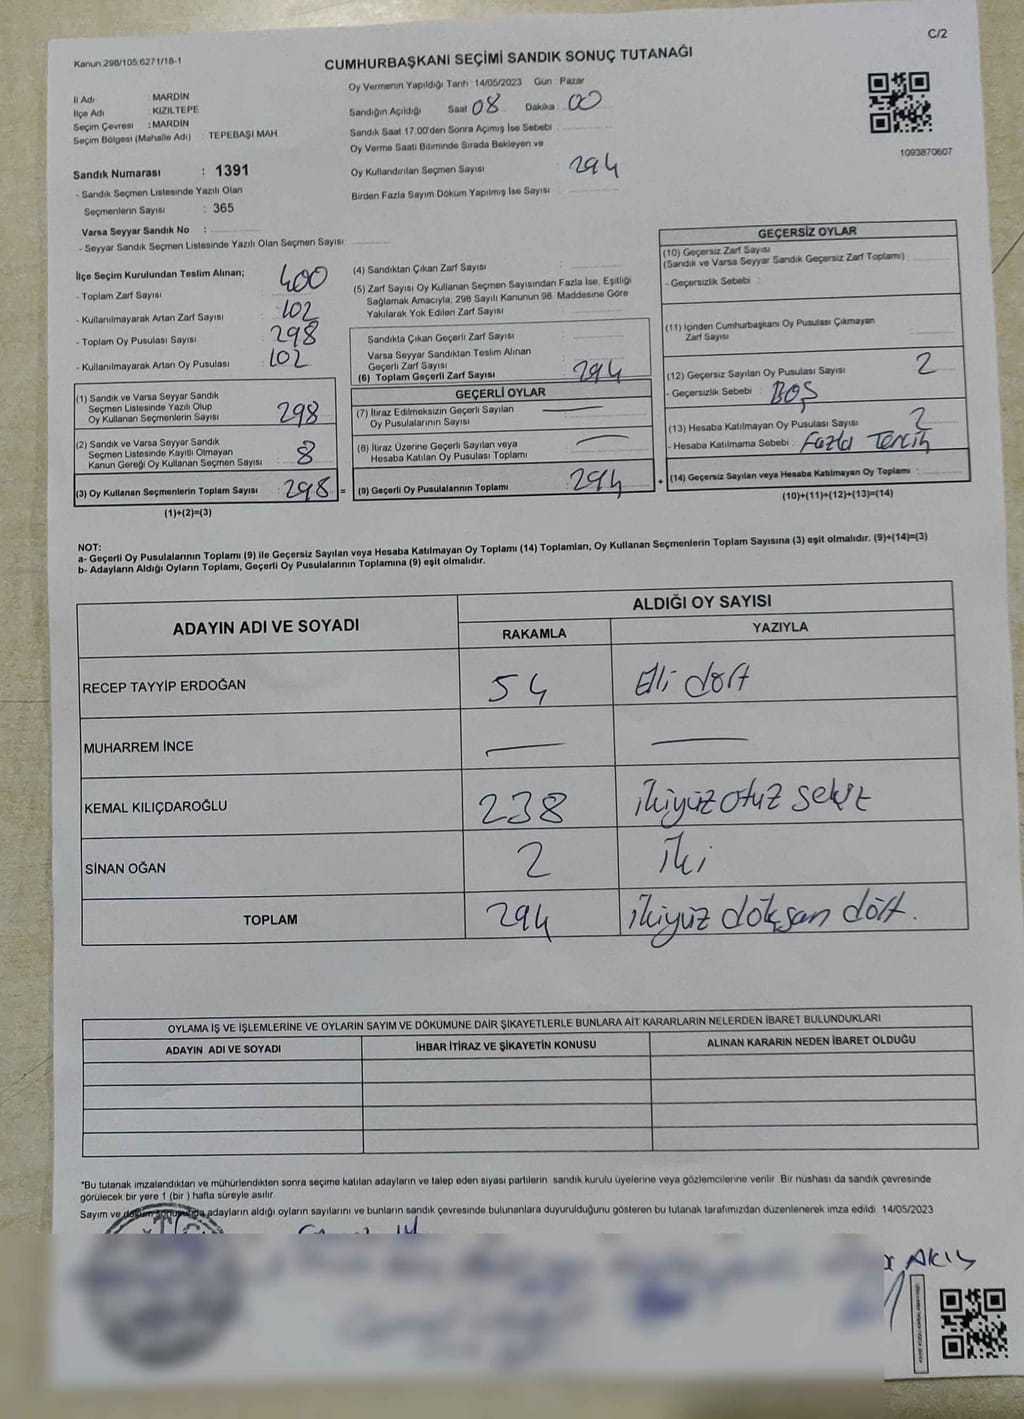 C/2
Kanun:298/105,6271/18-1
CUMHURBAŞKANI SEÇİMİ SANDIK SONUÇ TUTANAĞI
İl Adı : MARDİN
İlçe Adı : KIZILTEPE
Seçim Çevresi : MARDİN
Seçim Bölgesi (Mahalle Adı) : TEPEBAŞI MAH
Sandık Numarası : 1391
- Sandık Seçmen Listesinde Yazılı Olan
Seçmenlerin Sayısı : 365
Varsa Seyyar Sandık No :
- Seyyar Sandık Seçmen Listesinde Yazılı Olan Seçmen Sayısı:
Oy Vermenin Yapıldığı Tarih : 14/05/2023 Gün : Pazar
Sandığın Açıldığı Saat : 08 Dakika : 00
Sandık Saat 17:00'den Sonra Açılmış İse Sebebi :
Oy Verme Saati Bitiminde Sırada Bekleyen ve
Oy Kullandırılan Seçmen Sayısı : 294
Birden Fazla Sayım Döküm Yapılmış İse Sayısı :
1093870607
İlçe Seçim Kurulundan Teslim Alınan;
- Toplam Zarf Sayısı : 400
- Kullanılmayarak Artan Zarf Sayısı : 102
- Toplam Oy Pusulası Sayısı : 298
- Kullanılmayarak Artan Oy Pusulası : 102
(1) Sandık ve Varsa Seyyar Sandık
Seçmen Listesinde Yazılı Olup
Oy Kullanan Seçmenlerin Sayısı : 298
(2) Sandık ve Varsa Seyyar Sandık
Seçmen Listesinde Kayıtlı Olmayan
Kanun Gereği Oy Kullanan Seçmen Sayısı : 8
(3) Oy Kullanan Seçmenlerin Toplam Sayısı : 298 =
(1)+(2)=(3)
(4) Sandıktan Çıkan Zarf Sayısı :
(5) Zarf Sayısı Oy Kullanan Seçmen Sayısından Fazla İse, Eşitliği
Sağlamak Amacıyla, 298 Sayılı Kanunun 98. Maddesine Göre
Yakılarak Yok Edilen Zarf Sayısı :
Sandıkta Çıkan Geçerli Zarf Sayısı :
Varsa Seyyar Sandıktan Teslim Alınan
Geçerli Zarf Sayısı :
(6) Toplam Geçerli Zarf Sayısı : 294
GEÇERLİ OYLAR
(7) İtiraz Edilmeksizin Geçerli Sayılan
Oy Pusulalarının Sayısı :
(8) İtiraz Üzerine Geçerli Sayılan veya
Hesaba Katılan Oy Pusulası Toplamı :
(9) Geçerli Oy Pusulalarının Toplamı : 294 +
GEÇERSİZ OYLAR
(10) Geçersiz Zarf Sayısı
(Sandık ve Varsa Seyyar Sandık Geçersiz Zarf Toplamı) :
- Geçersizlik Sebebi :
(11) İçinden Cumhurbaşkanı Oy Pusulası Çıkmayan
Zarf Sayısı :
(12) Geçersiz Sayılan Oy Pusulası Sayısı : 2
- Geçersizlik Sebebi : BOŞ
(13) Hesaba Katılmayan Oy Pusulası Sayısı : 2
- Hesaba Katılmama Sebebi : Fazla Tercih
(14) Geçersiz Sayılan veya Hesaba Katılmayan Oy Toplamı :
(10)+(11)+(12)+(13)=(14)
NOT:
a- Geçerli Oy Pusulalarının Toplamı (9) ile Geçersiz Sayılan veya Hesaba Katılmayan Oy Toplamı (14) Toplamları, Oy Kullanan Seçmenlerin Toplam Sayısına (3) eşit olmalıdır. (9)+(14)=(3)
b- Adayların Aldığı Oyların Toplamı, Geçerli Oy Pusulalarının Toplamına (9) eşit olmalıdır.
ADAYIN ADI VE SOYADI ALDIĞI OY SAYISI
RAKAMLA YAZIYLA
RECEP TAYYİP ERDOĞAN 54 Elli dört
MUHARREM İNCE
KEMAL KILIÇDAROĞLU 238 ikiyüz otuz sekiz
SİNAN OĞAN 2 iki
TOPLAM 294 ikiyüz dokşan dört.
OYLAMA İŞ VE İŞLEMLERİNE VE OYLARIN SAYIM VE DÖKÜMÜNE DAİR ŞİKAYETLERLE BUNLARA AİT KARARLARIN NELERDEN İBARET BULUNDUKLARI
ADAYIN ADI VE SOYADI İHBAR İTİRAZ VE ŞİKAYETİN KONUSU ALINAN KARARIN NEDEN İBARET OLDUĞU
*Bu tutanak imzalandıktan ve mühürlendikten sonra seçime katılan adayların ve talep eden siyasi partilerin sandık kurulu üyelerine veya gözlemcilerine verilir. Bir nüshası da sandık çevresinde
görülecek bir yere 1 (bir ) hafta süreyle asılır.
Sayım ve döküm sonucunda adayların aldığı oyların sayılarını ve bunların sandık çevresinde bulunanlara duyurulduğunu gösteren bu tutanak tarafımızdan düzenlenerek imza edildi. 14/05/2023